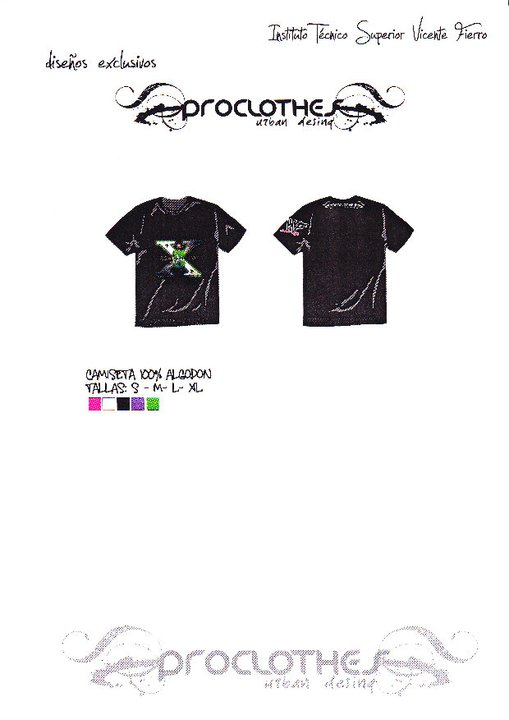 Instituto Técnico Superior Vicente Fierro
diseños exclusivos
PROCLOTHES
urban desing
CAMISETA 100% ALGODON
TALLAS: S - M- L- XL
PROCLOTHES
urban desing